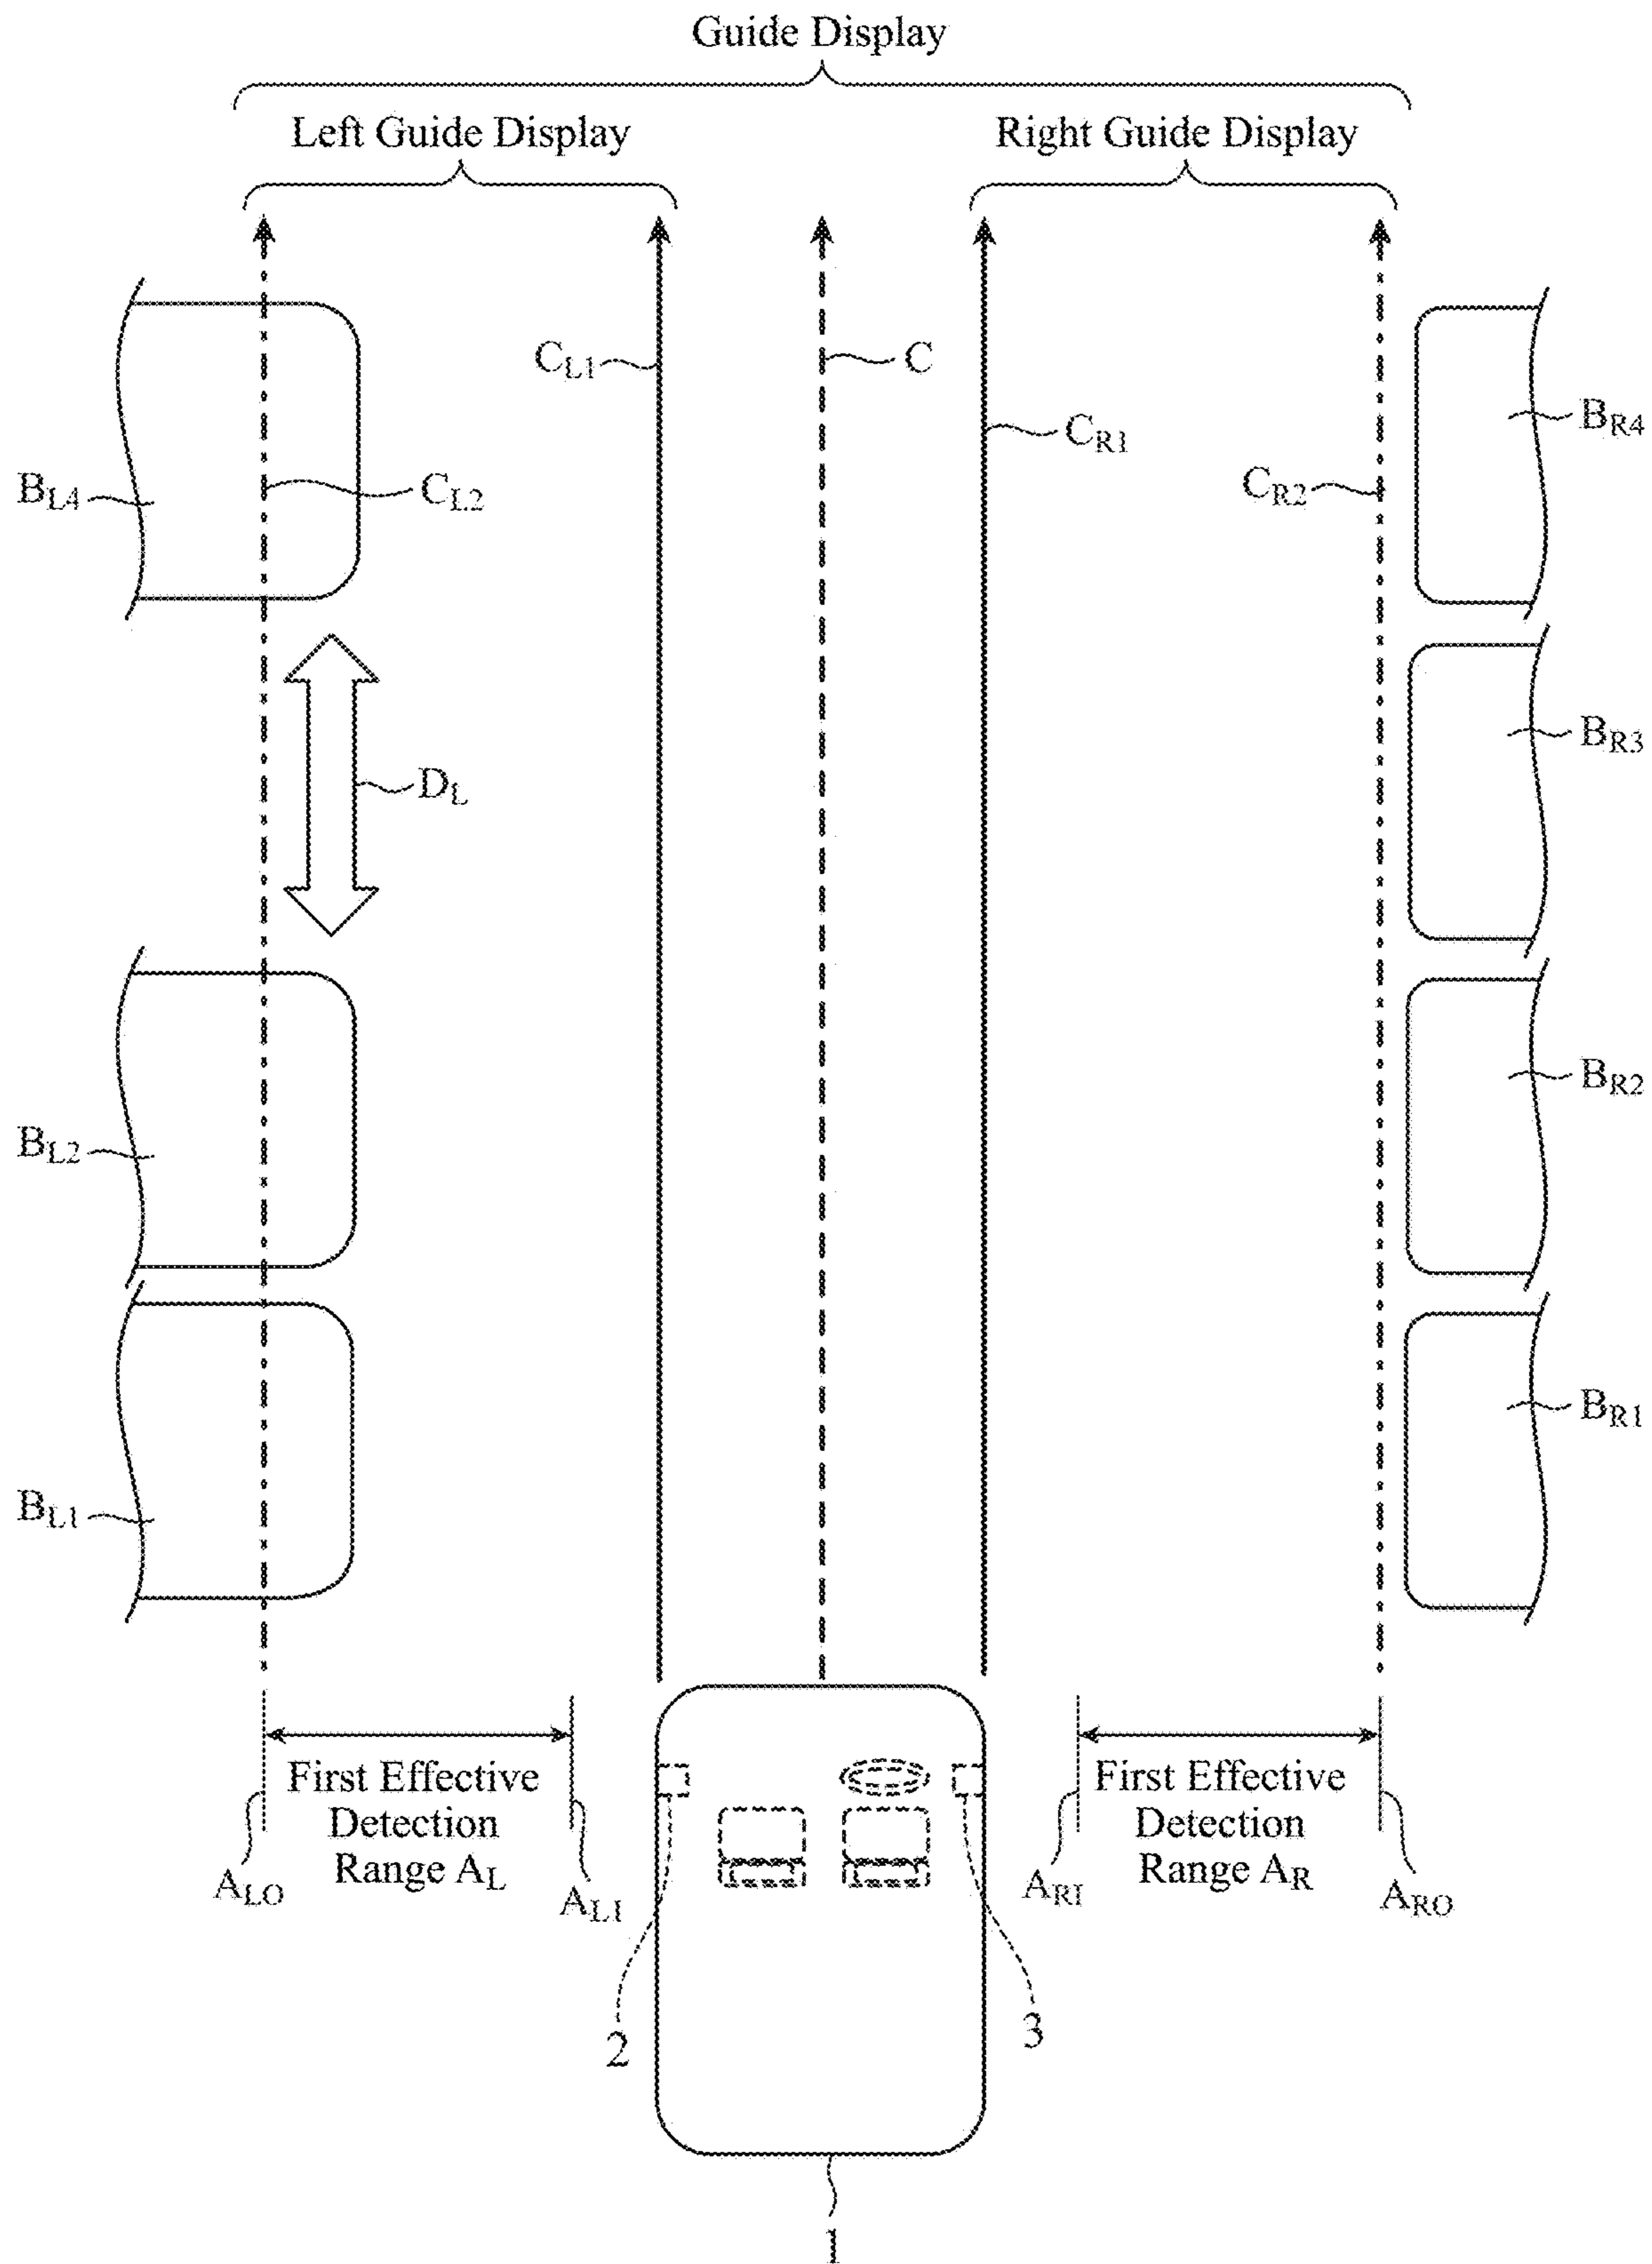 Guide Display
Left Guide Display
Right Guide Display
CL1
C
CR1
BR4
BL4
CL2
CR2
BR3
DL
BR2
BL2
BR1
BL1
First Effective
Detection
Range AL
First Effective
Detection
Range AR
ALO
AL1
ARI
ARO
2
3
1